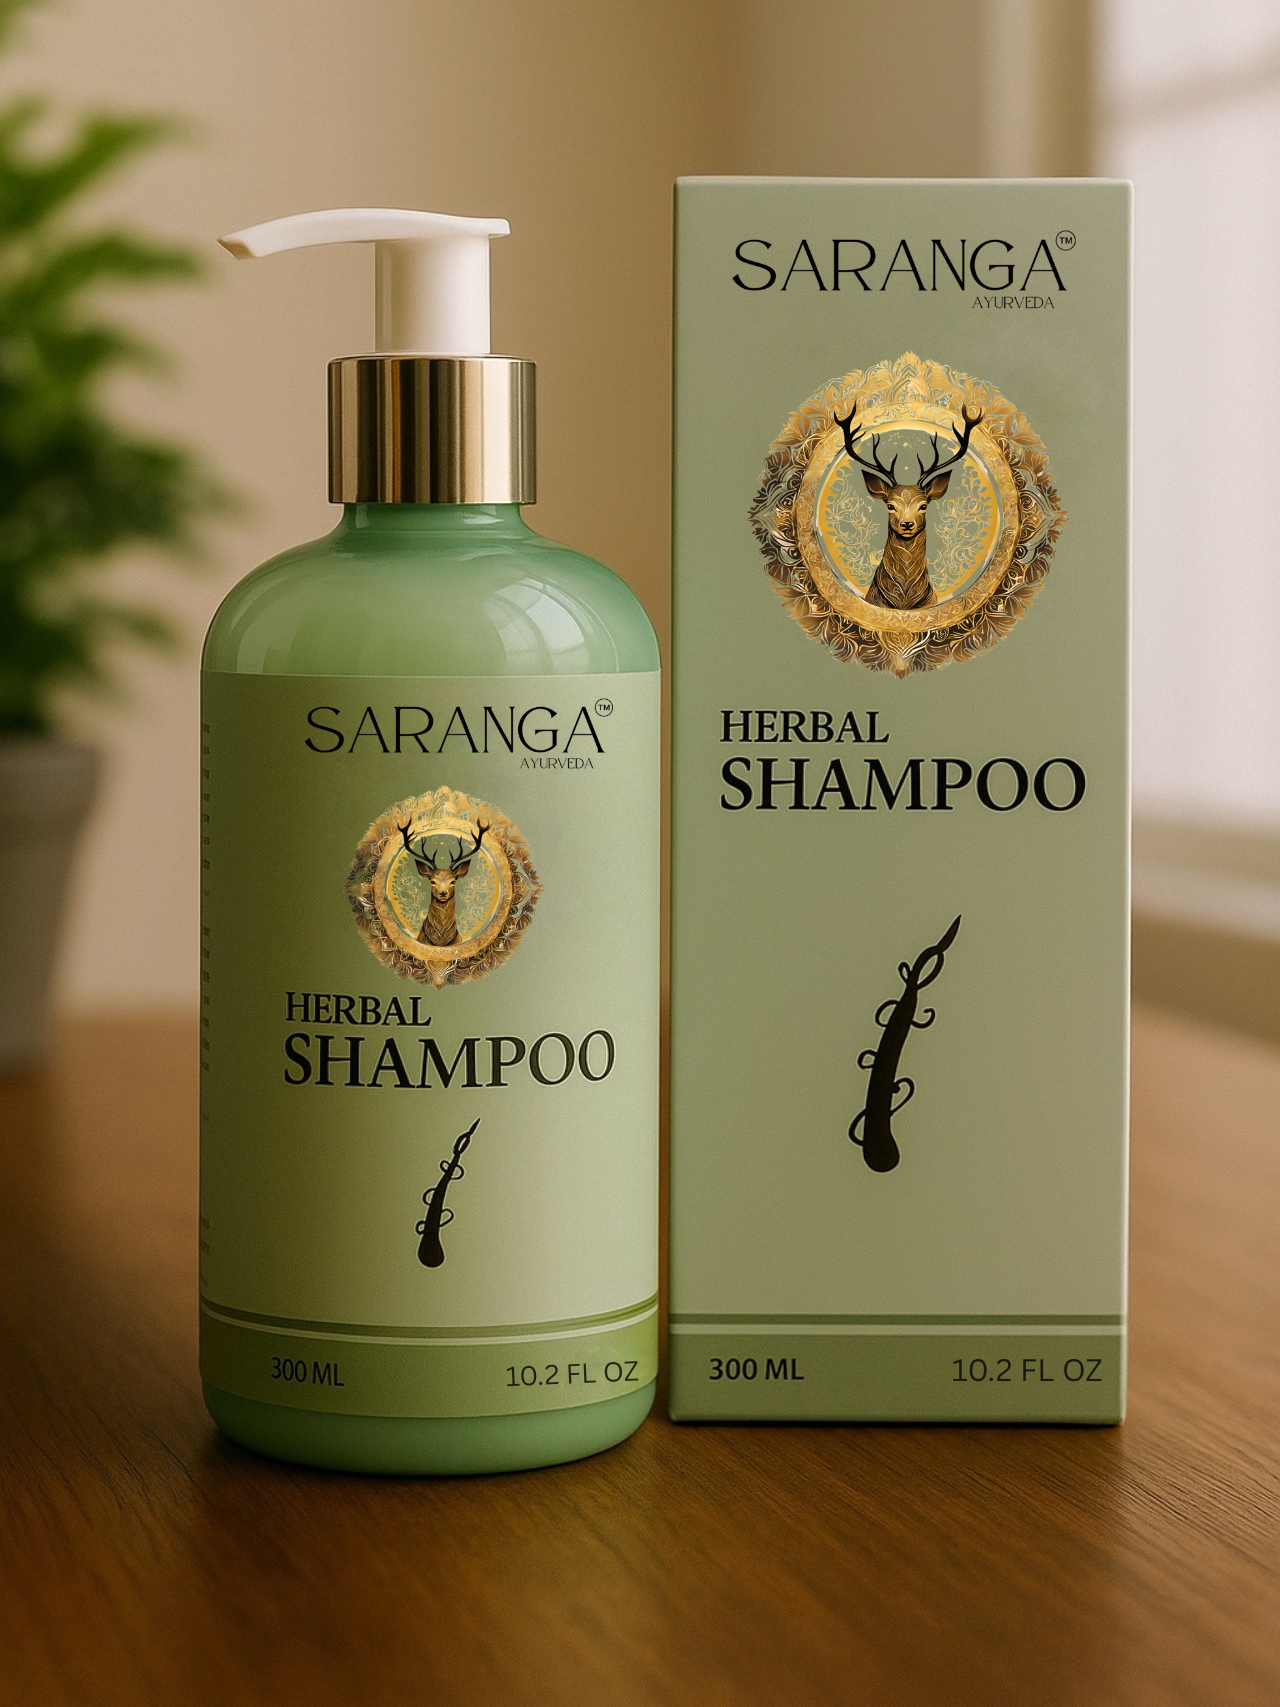 SARANGA™
AYURVEDA
HERBAL
SHAMPOO
300 ML
10.2 FL OZ
SARANGA™
AYURVEDA
HERBAL
SHAMPOO
300 ML
10.2 FL OZ